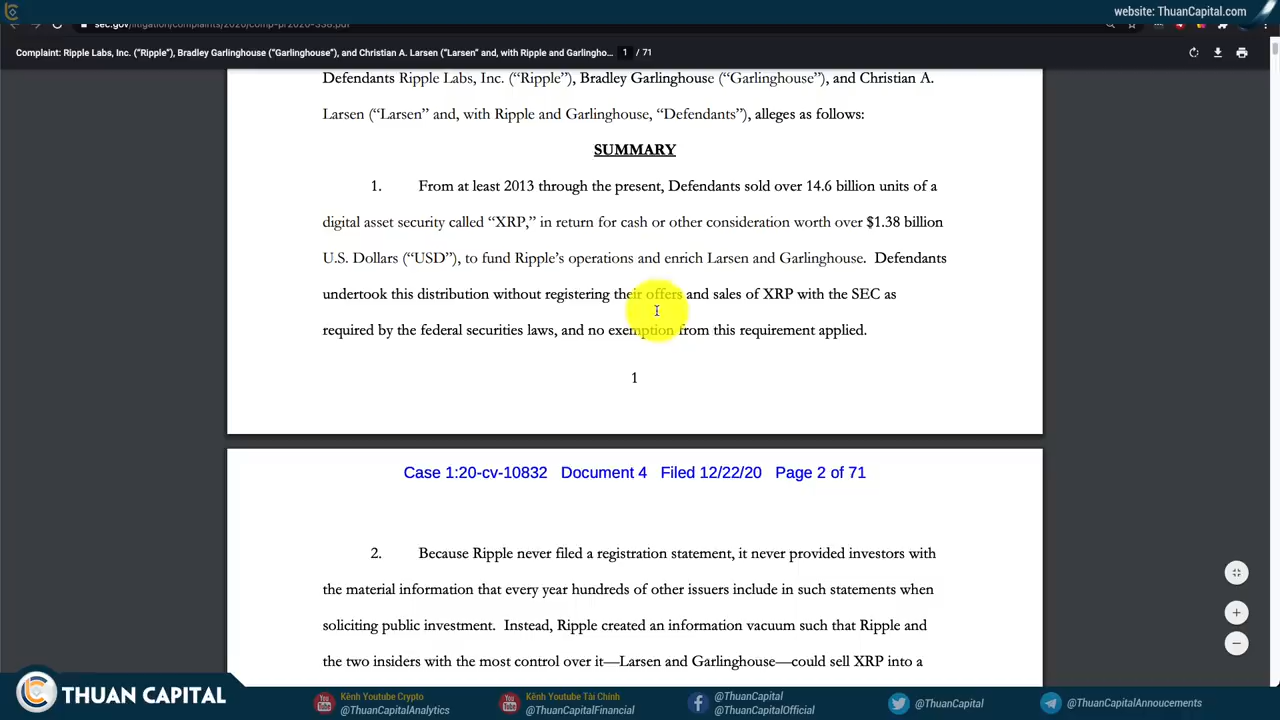 website: ThuanCapital.com
sec.gov/litigation/complaints/2020/comp-pr2020-338.pdf
Complaint: Ripple Labs, Inc. (“Ripple”), Bradley Garlinghouse (“Garlinghouse”), and Christian A. Larsen (“Larsen” and, with Ripple and Garlingho... 1 / 71
Defendants Ripple Labs, Inc. (“Ripple”), Bradley Garlinghouse (“Garlinghouse”), and Christian A.
Larsen (“Larsen” and, with Ripple and Garlinghouse, “Defendants”), alleges as follows:
SUMMARY
1. From at least 2013 through the present, Defendants sold over 14.6 billion units of a
digital asset security called “XRP,” in return for cash or other consideration worth over $1.38 billion
U.S. Dollars (“USD”), to fund Ripple’s operations and enrich Larsen and Garlinghouse. Defendants
undertook this distribution without registering their offers and sales of XRP with the SEC as
required by the federal securities laws, and no exemption from this requirement applied.
1
Case 1:20-cv-10832 Document 4 Filed 12/22/20 Page 2 of 71
2. Because Ripple never filed a registration statement, it never provided investors with
the material information that every year hundreds of other issuers include in such statements when
soliciting public investment. Instead, Ripple created an information vacuum such that Ripple and
the two insiders with the most control over it—Larsen and Garlinghouse—could sell XRP into a
THUAN CAPITAL
Kênh Youtube Crypto
@ThuanCapitalAnalytics
Kênh Youtube Tài Chính
@ThuanCapitalFinancial
@ThuanCapital
@ThuanCapitalOfficial
@ThuanCapital
@ThuanCapitalAnnoucements